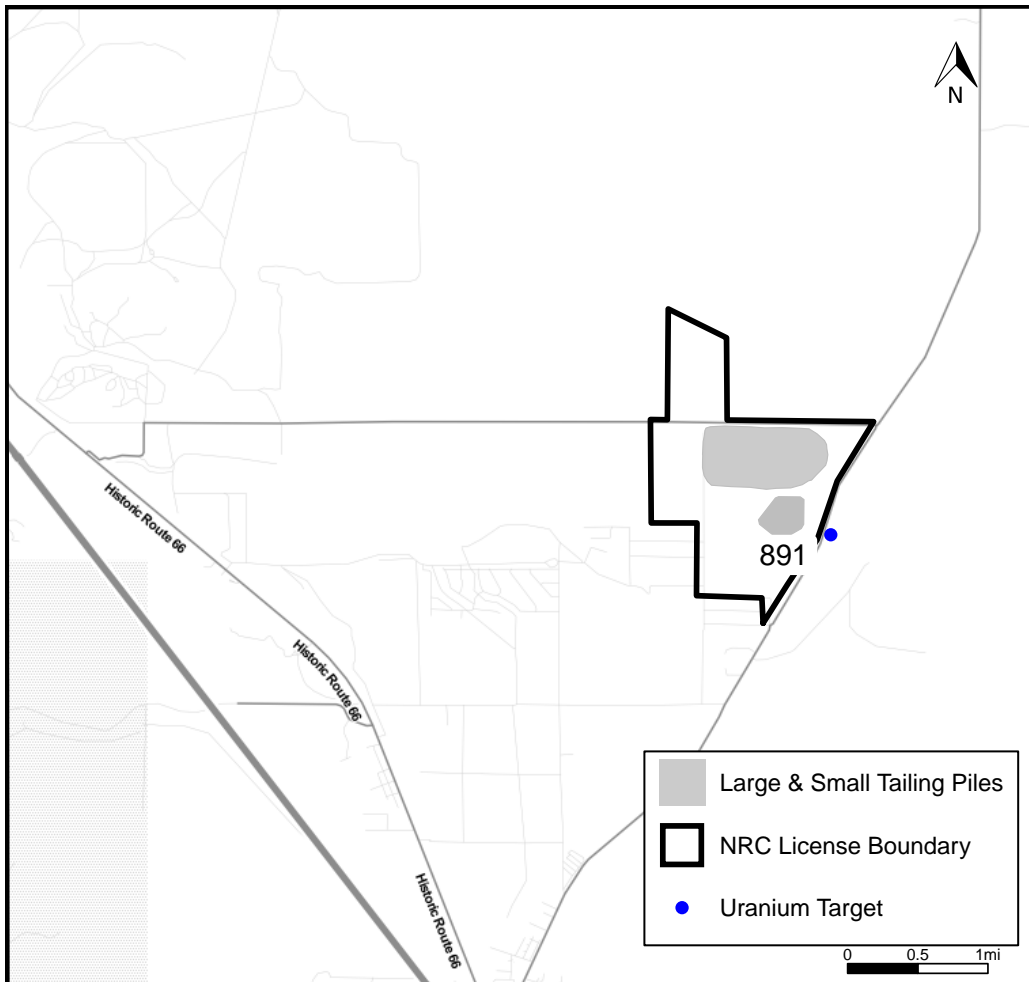 N
Historic Route 66
891
Historic Route 66
Large & Small Tailing Piles
NRC License Boundary
Historic Route 66
Uranium Target
0 0.5 1mi